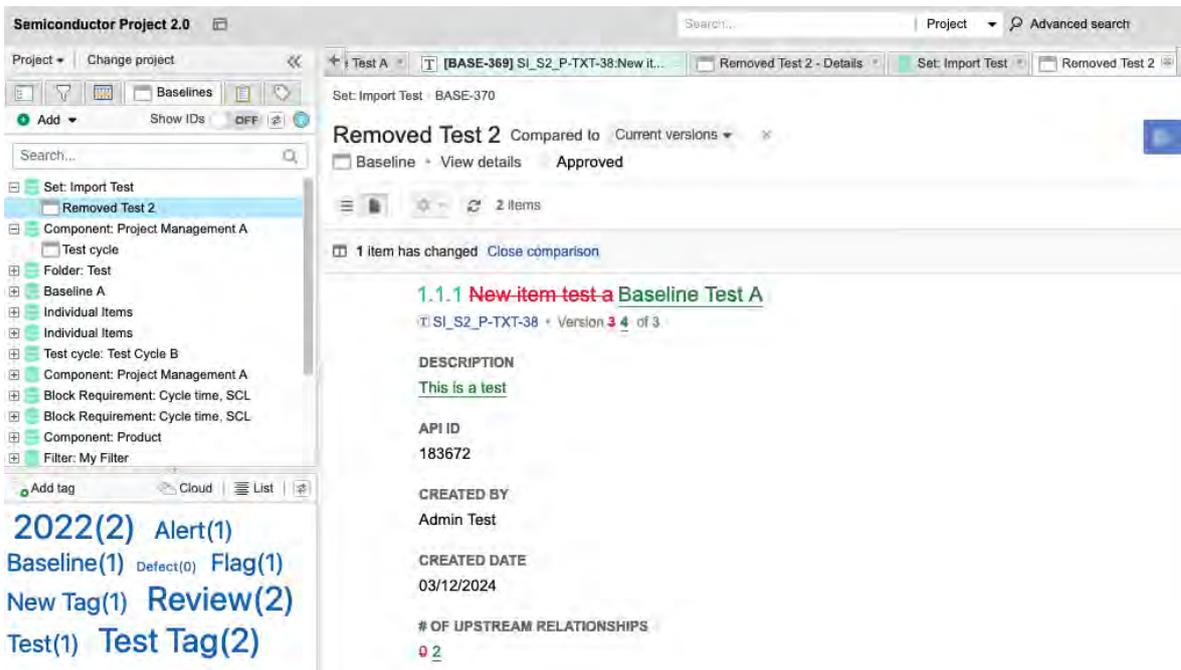 Semiconductor Project 2.0
Search... Project Advanced search
Project Change project
Baselines
Add Show IDs OFF
Search...
Set: Import Test
Removed Test 2
Component: Project Management A
Test cycle
Folder: Test
Baseline A
Individual Items
Individual Items
Test cycle: Test Cycle B
Component: Project Management A
Block Requirement: Cycle time, SCL
Block Requirement: Cycle time, SCL
Component: Product
Filter: My Filter
Add tag Cloud List
2022(2) Alert(1)
Baseline(1) Defect(0) Flag(1)
New Tag(1) Review(2)
Test(1) Test Tag(2)
Test A [BASE-369] SI_S2_P-TXT-38:New it... Removed Test 2 - Details Set: Import Test Removed Test 2
Set: Import Test BASE-370
Removed Test 2 Compared to Current versions
Baseline • View details Approved
2 items
1 item has changed Close comparison
1.1.1 New item test a Baseline Test A
T SI_S2_P-TXT-38 • Version 3 4 of 3
DESCRIPTION
This is a test
API ID
183672
CREATED BY
Admin Test
CREATED DATE
03/12/2024
# OF UPSTREAM RELATIONSHIPS
0 2